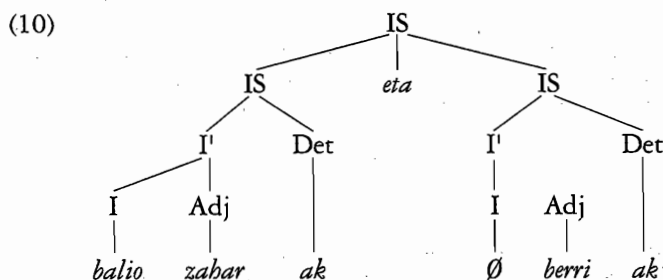 (10)
IS
IS eta IS
I' Det I' Det
I Adj I Adj
balio zahar ak Ø berri ak